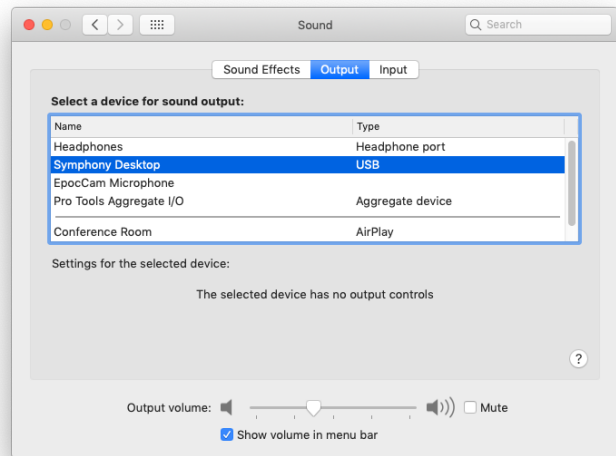 Sound
Search
Sound Effects Output Input
Select a device for sound output:
Name Type
Headphones Headphone port
Symphony Desktop USB
EpocCam Microphone
Pro Tools Aggregate I/O Aggregate device
Conference Room AirPlay
Settings for the selected device:
The selected device has no output controls
?
Output volume: Mute
Show volume in menu bar